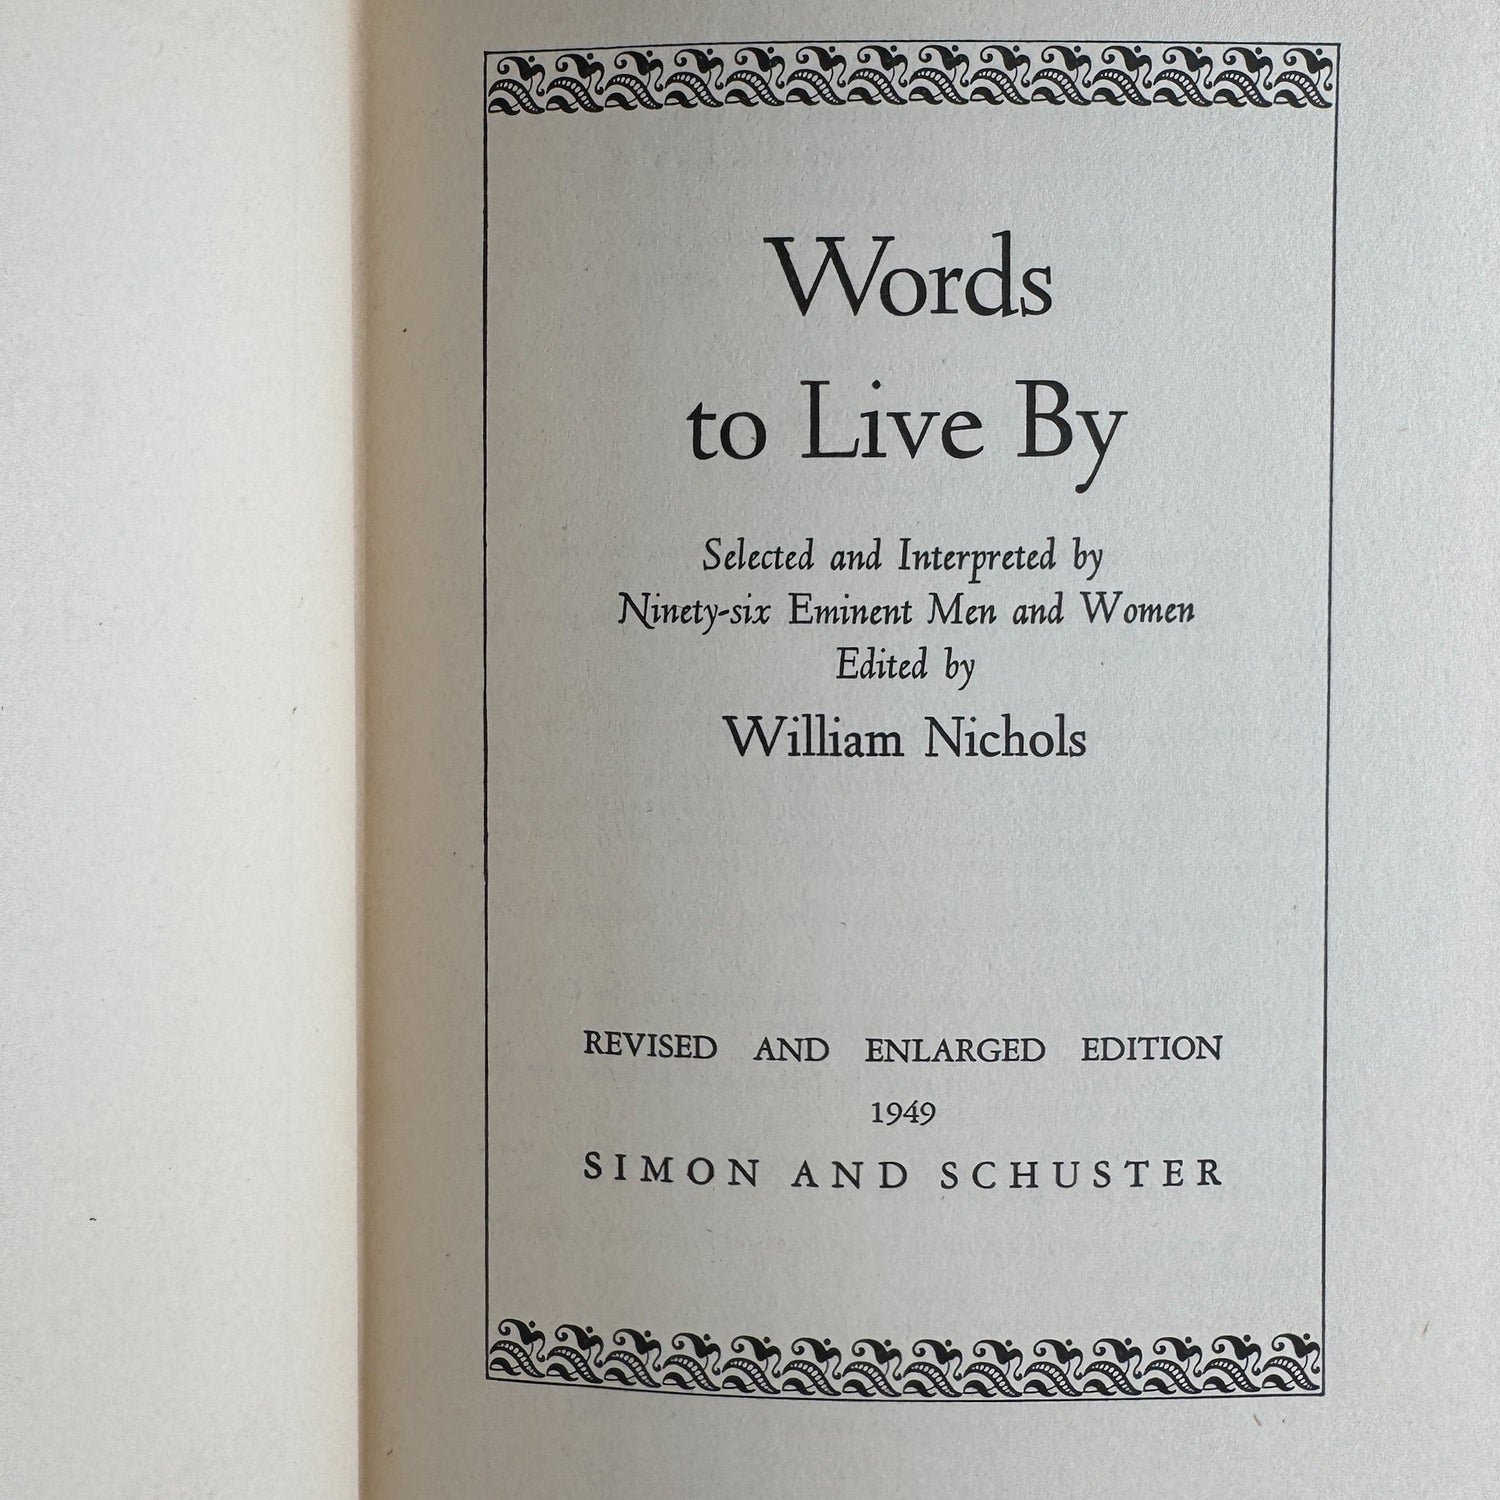 Words
to Live By
Selected and Interpreted by
Ninety-six Eminent Men and Women
Edited by
William Nichols
REVISED AND ENLARGED EDITION
1949
SIMON AND SCHUSTER